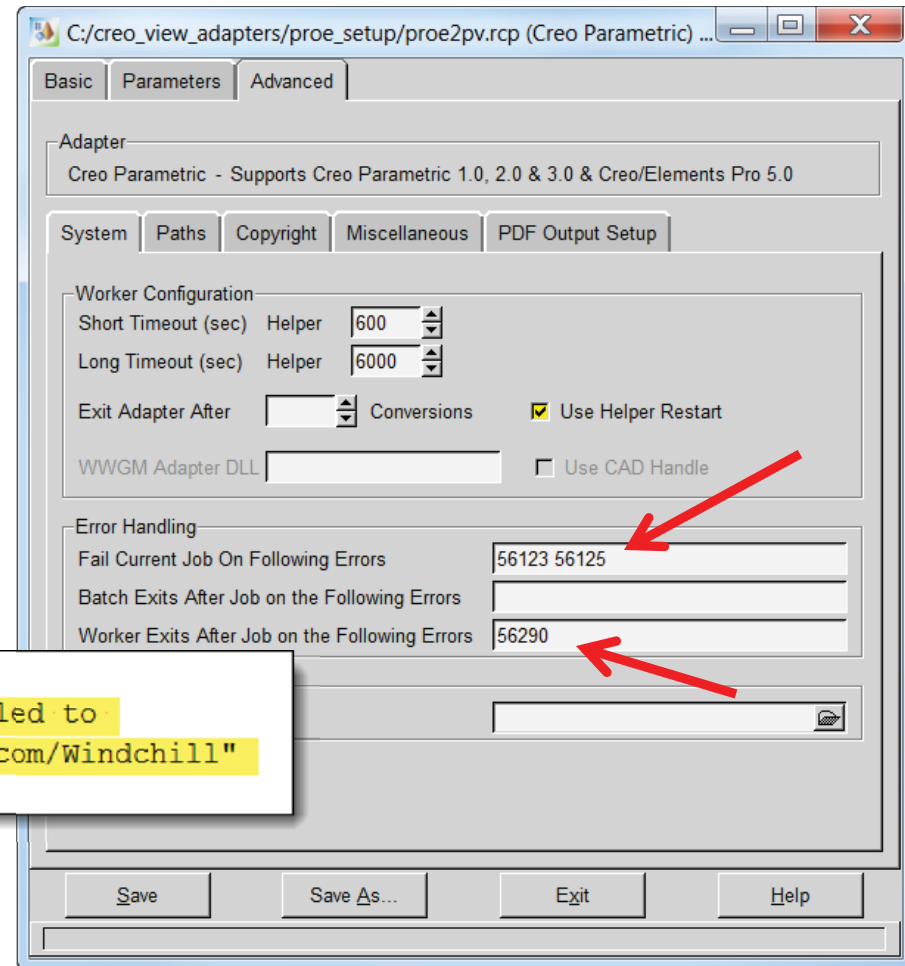 C:/creo_view_adapters/proe_setup/proe2pv.rcp (Creo Parametric) ...
Basic Parameters Advanced
Adapter
Creo Parametric - Supports Creo Parametric 1.0, 2.0 & 3.0 & Creo/Elements Pro 5.0
System Paths Copyright Miscellaneous PDF Output Setup
Worker Configuration
Short Timeout (sec) Helper 600
Long Timeout (sec) Helper 6000
Exit Adapter After Conversions Use Helper Restart
WWGM Adapter DLL Use CAD Handle
Error Handling
Fail Current Job On Following Errors 56123 56125
Batch Exits After Job on the Following Errors
Worker Exits After Job on the Following Errors 56290
led to
com/Windchill"
Save Save As... Exit Help